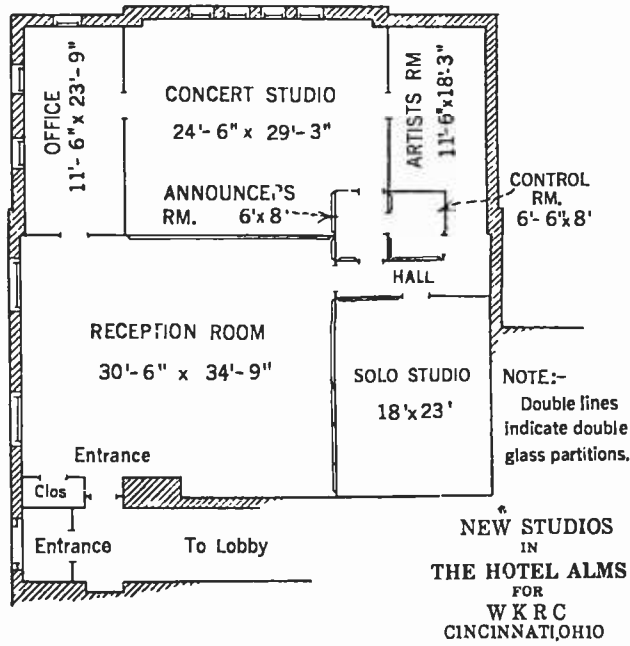 OFFICE
11'-6" x 23'-9"
CONCERT STUDIO
24'-6" x 29'-3"
ARTISTS RM
11'-6"x18'-3"
ANNOUNCER'S
RM. 6'x8'
CONTROL
RM.
6'-6"x8'
HALL
RECEPTION ROOM
30'-6" x 34'-9"
SOLO STUDIO
18'x23'
NOTE:-
Double lines
indicate double
glass partitions.
Entrance
Clos
Entrance
To Lobby
NEW STUDIOS
IN
THE HOTEL ALMS
FOR
WKRC
CINCINNATI,OHIO